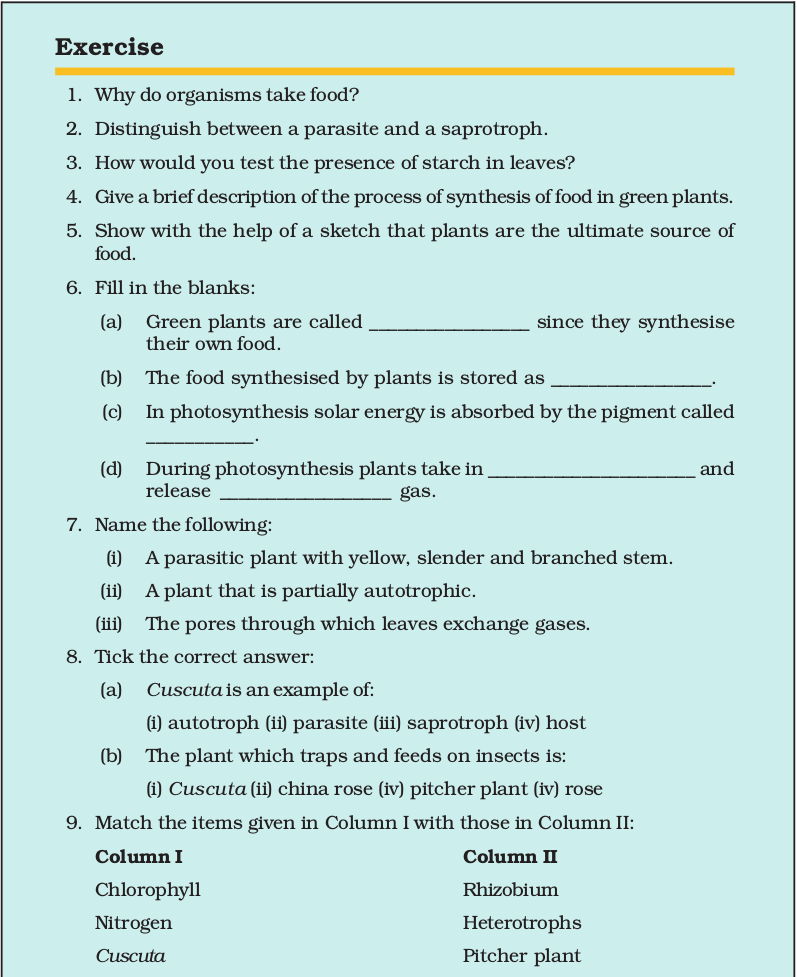 Exercise
1. Why do organisms take food?
2. Distinguish between a parasite and a saprotroph.
3. How would you test the presence of starch in leaves?
4. Give a brief description of the process of synthesis of food in green plants.
5. Show with the help of a sketch that plants are the ultimate source of
food.
6. Fill in the blanks:
(a) Green plants are called _________________ since they synthesise
their own food.
(b) The food synthesised by plants is stored as _________________.
(c) In photosynthesis solar energy is absorbed by the pigment called
___________.
(d) During photosynthesis plants take in ______________________ and
release __________________ gas.
7. Name the following:
(i) A parasitic plant with yellow, slender and branched stem.
(ii) A plant that is partially autotrophic.
(iii) The pores through which leaves exchange gases.
8. Tick the correct answer:
(a) Cuscuta is an example of:
(i) autotroph (ii) parasite (iii) saprotroph (iv) host
(b) The plant which traps and feeds on insects is:
(i) Cuscuta (ii) china rose (iv) pitcher plant (iv) rose
9. Match the items given in Column I with those in Column II:
Column I Column II
Chlorophyll Rhizobium
Nitrogen Heterotrophs
Cuscuta Pitcher plant